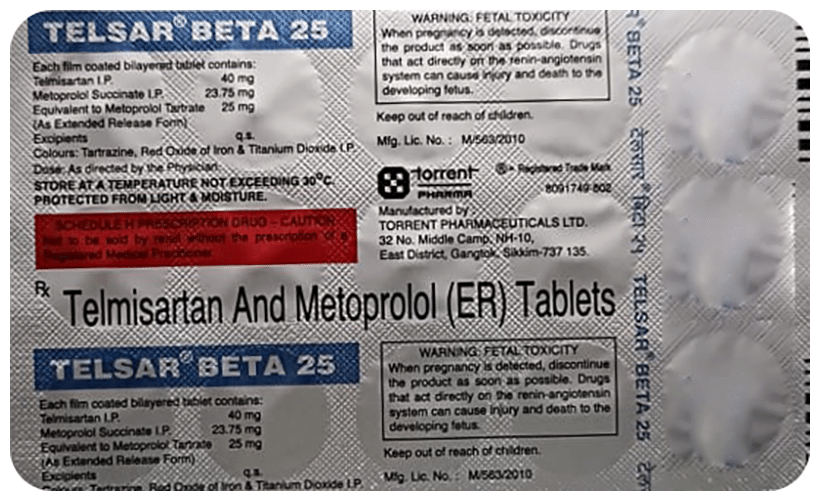 TELSAR® BETA 25
Each film coated bilayered tablet contains:
Telmisartan I.P. 40 mg
Metoprolol Succinate I.P. 23.75 mg
Equivalent to Metoprolol Tartrate 25 mg
(As Extended Release Form)
Excipients q.s.
Colours: Tartrazine, Red Oxide of Iron & Titanium Dioxide I.P.
Dose: As directed by the Physician.
STORE AT A TEMPERATURE NOT EXCEEDING 30°C.
PROTECTED FROM LIGHT & MOISTURE.
SCHEDULE H PRESCRIPTION DRUG – CAUTION
Not to be sold by retail without the prescription of a
Registered Medical Practitioner.
WARNING: FETAL TOXICITY
When pregnancy is detected, discontinue
the product as soon as possible. Drugs
that act directly on the renin-angiotensin
system can cause injury and death to the
developing fetus.
Keep out of reach of children.
Mfg. Lic. No. : M/563/2010
torrent
PHARMA
® - Registered Trade Mark
8091749-802
Manufactured by :
TORRENT PHARMACEUTICALS LTD.
32 No. Middle Camp, NH-10,
East District, Gangtok, Sikkim-737 135.
Rx Telmisartan And Metoprolol (ER) Tablets
TELSAR® BETA 25
Each film coated bilayered tablet contains:
Telmisartan I.P. 40 mg
Metoprolol Succinate I.P. 23.75 mg
Equivalent to Metoprolol Tartrate 25 mg
(As Extended Release Form)
Excipients q.s.
Colours: Tartrazine, Red Oxide of Iron & Titanium Dioxide I.P.
WARNING: FETAL TOXICITY
When pregnancy is detected, discontinue
the product as soon as possible. Drugs
that act directly on the renin-angiotensin
system can cause injury and death to the
developing fetus.
Keep out of reach of children.
Mfg. Lic. No. : M/563/2010
R® BETA 25 टेलसार® बिटा २५ TELSAR® BETA 25